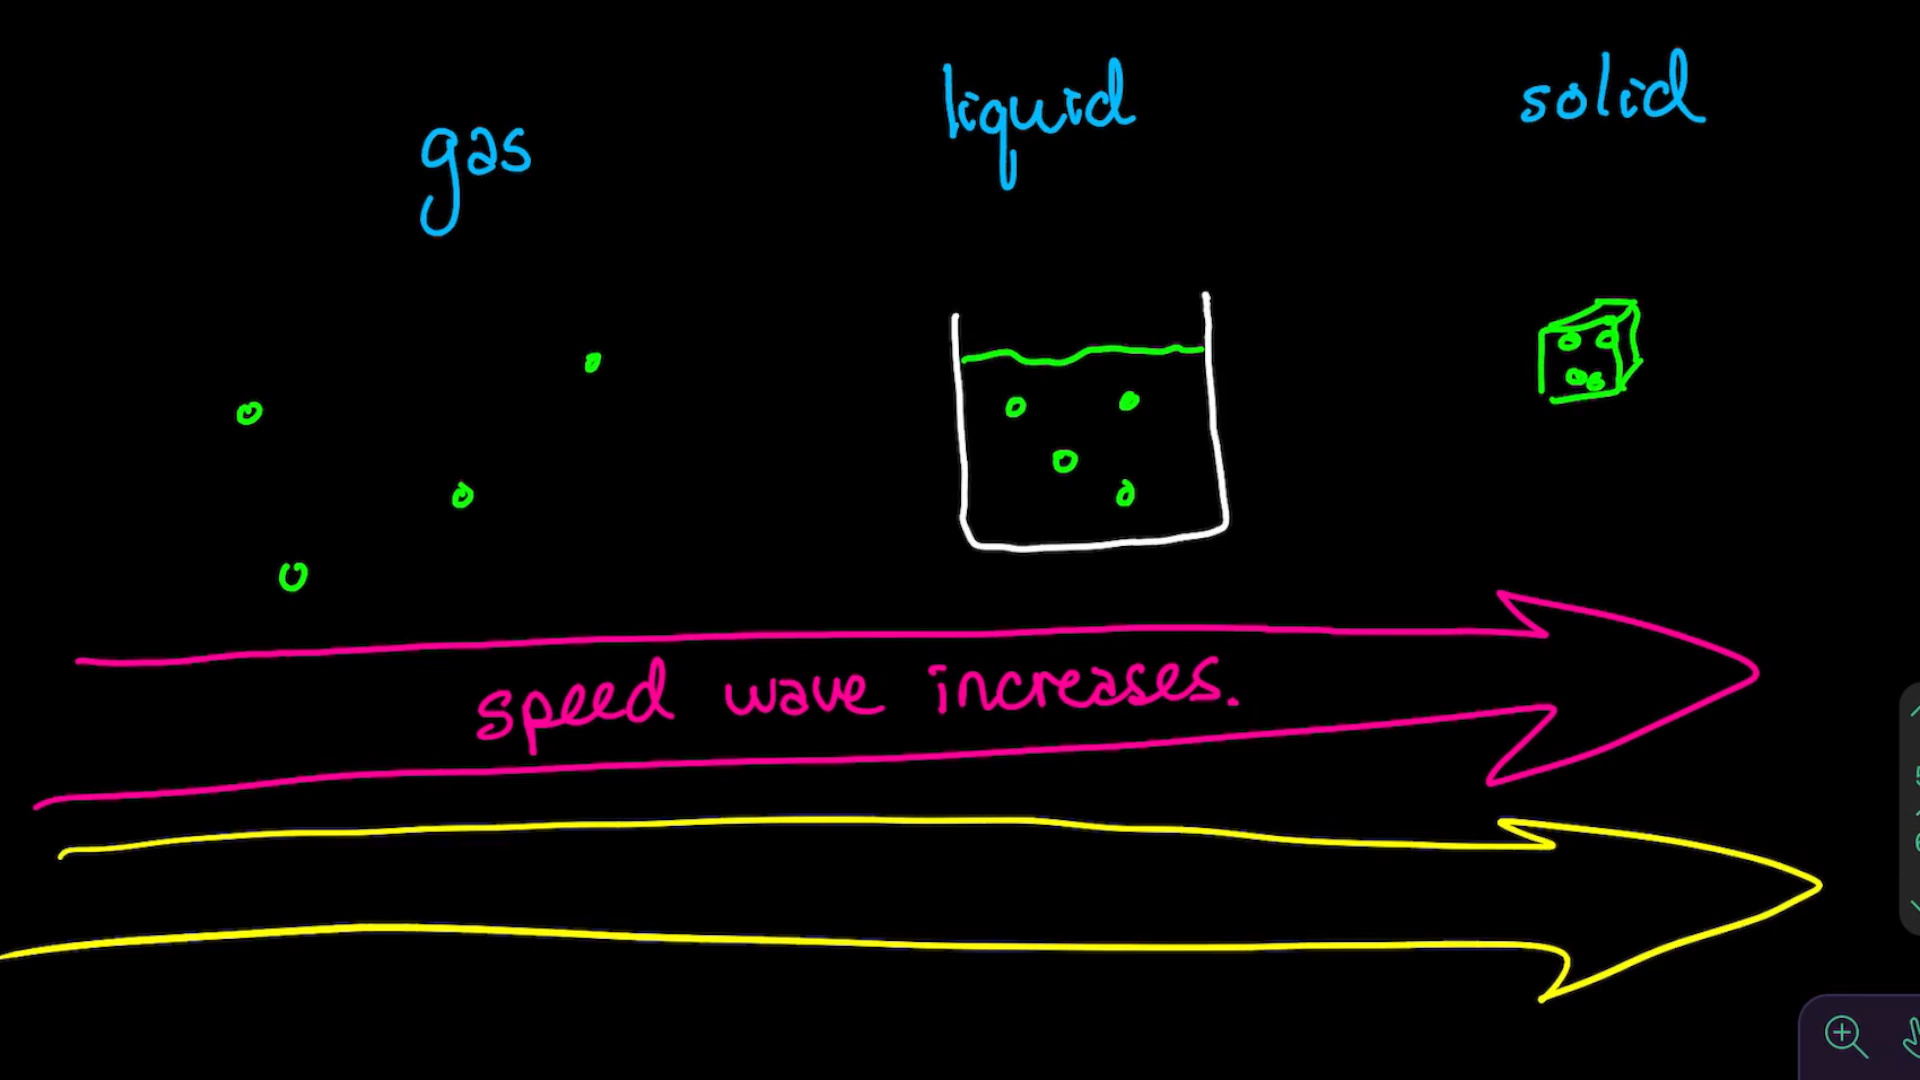 gas
liquid
solid
speed wave increases.